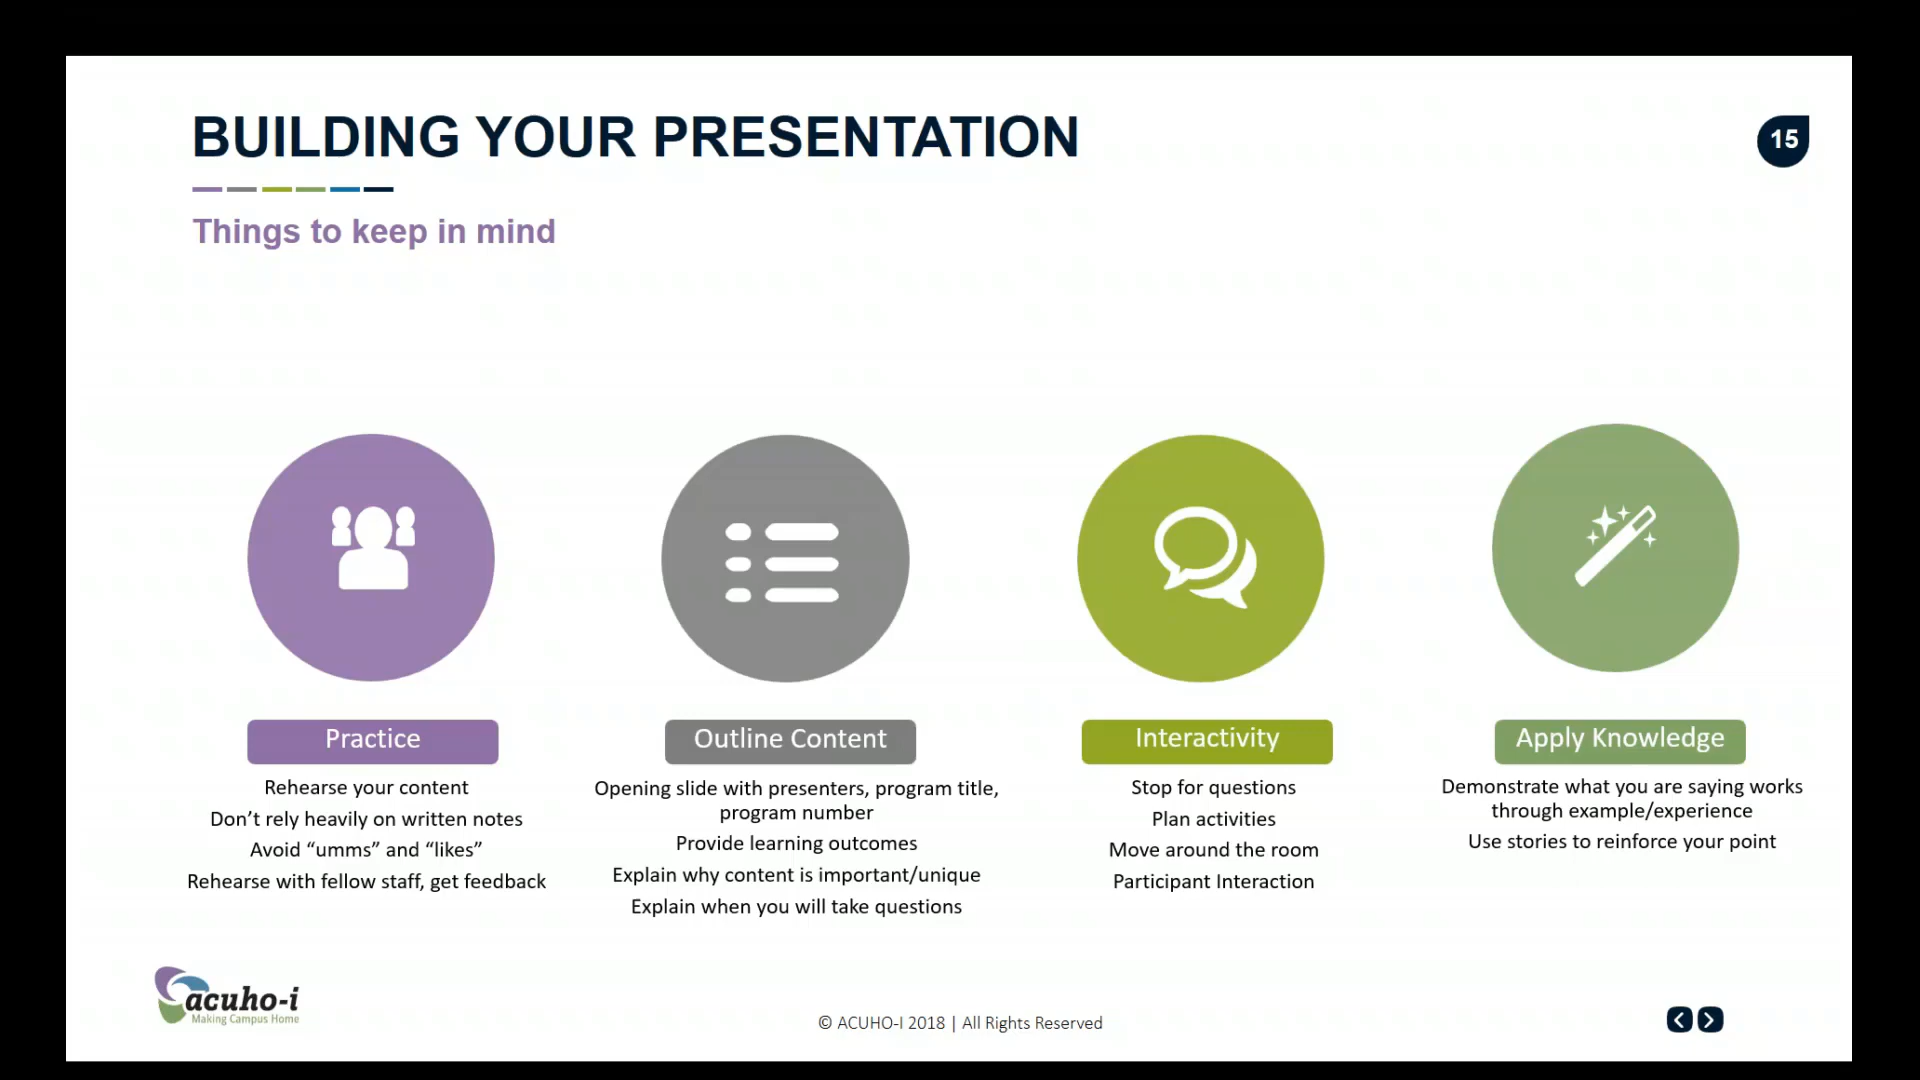 BUILDING YOUR PRESENTATION
15
Things to keep in mind
Practice
Rehearse your content
Don’t rely heavily on written notes
Avoid “umms” and “likes”
Rehearse with fellow staff, get feedback
Outline Content
Opening slide with presenters, program title,
program number
Provide learning outcomes
Explain why content is important/unique
Explain when you will take questions
Interactivity
Stop for questions
Plan activities
Move around the room
Participant Interaction
Apply Knowledge
Demonstrate what you are saying works
through example/experience
Use stories to reinforce your point
acuho-i
Making Campus Home
© ACUHO-I 2018 | All Rights Reserved